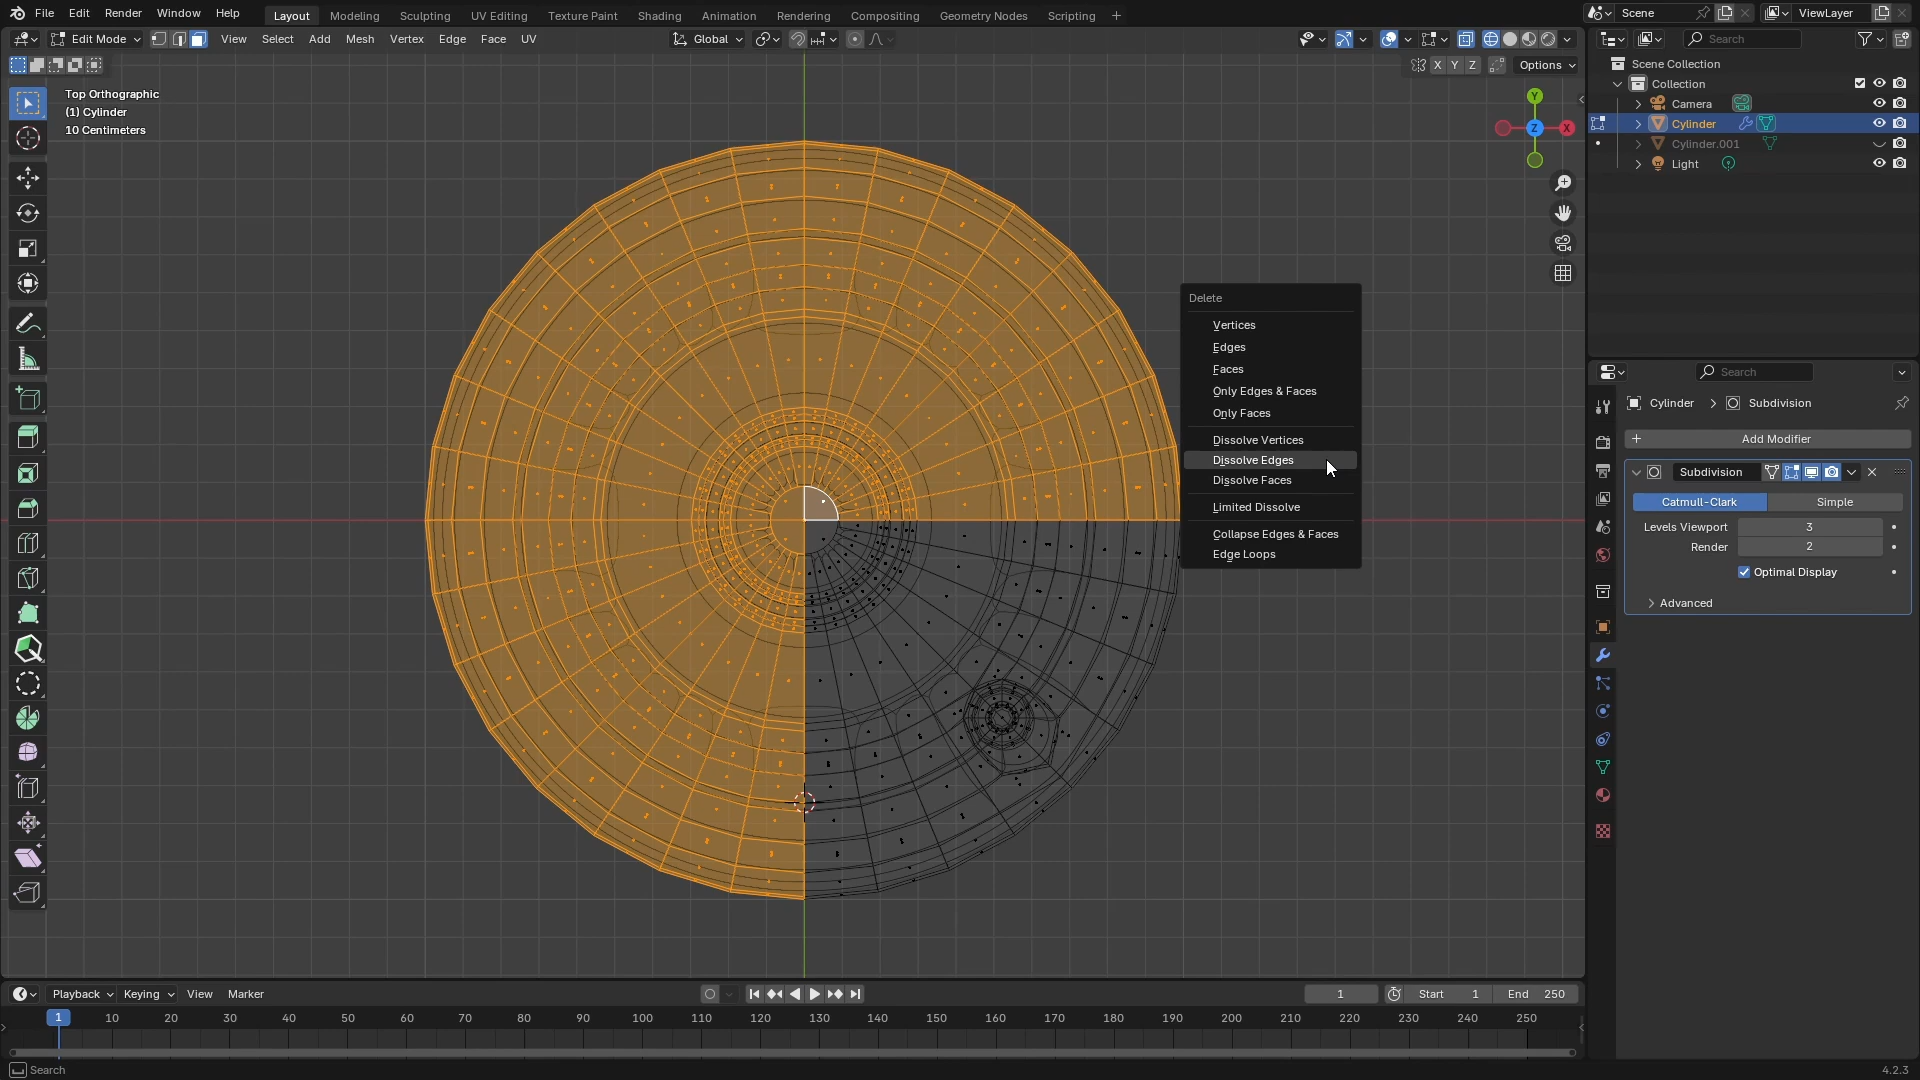 File Edit Render Window Help Layout Modeling Sculpting UV Editing Texture Paint Shading Animation Rendering Compositing Geometry Nodes Scripting + Scene ViewLayer
Edit Mode View Select Add Mesh Vertex Edge Face UV Global Search
X Y Z Options
Top Orthographic
(1) Cylinder
10 Centimeters
Y
Z
X
Delete
Vertices
Edges
Faces
Only Edges & Faces
Only Faces
Dissolve Vertices
Dissolve Edges
Dissolve Faces
Limited Dissolve
Collapse Edges & Faces
Edge Loops
Scene Collection
Collection
Camera
Cylinder
Cylinder.001
Light
Search
Cylinder > Subdivision
+ Add Modifier
Subdivision
Catmull-Clark Simple
Levels Viewport 3
Render 2
Optimal Display
Advanced
Playback Keying View Marker 1 Start 1 End 250
1 10 20 30 40 50 60 70 80 90 100 110 120 130 140 150 160 170 180 190 200 210 220 230 240 250
Search 4.2.3